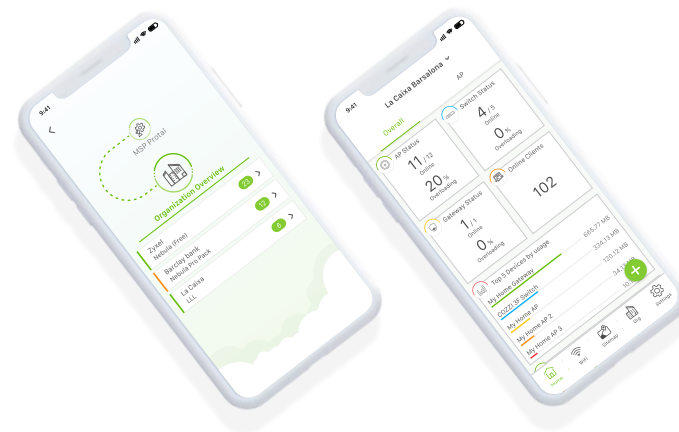 9:41
MSP Protal
Organization Overview
Zyxel
Nebula (Free)
23
Barclay bank
Nebula Pro Pack
12
La Caixa
LLL
8
9:41
La Caixa Barsalona
Overall
AP
AP Status
11 / 12
Online
20 %
Overloading
Switch Status
4 / 5
Online
0 %
Overloading
Gateway Status
1 / 1
Online
0 %
Overloading
Online Clients
102
Top 5 Devices by usage
My Home Gateway
665.77 MB
COZZI 3F Switch
334.13 MB
My Home AP
120.12 MB
My Home AP 2
My Home AP 3
Home
WiFi
Sitemap
Org
Settings